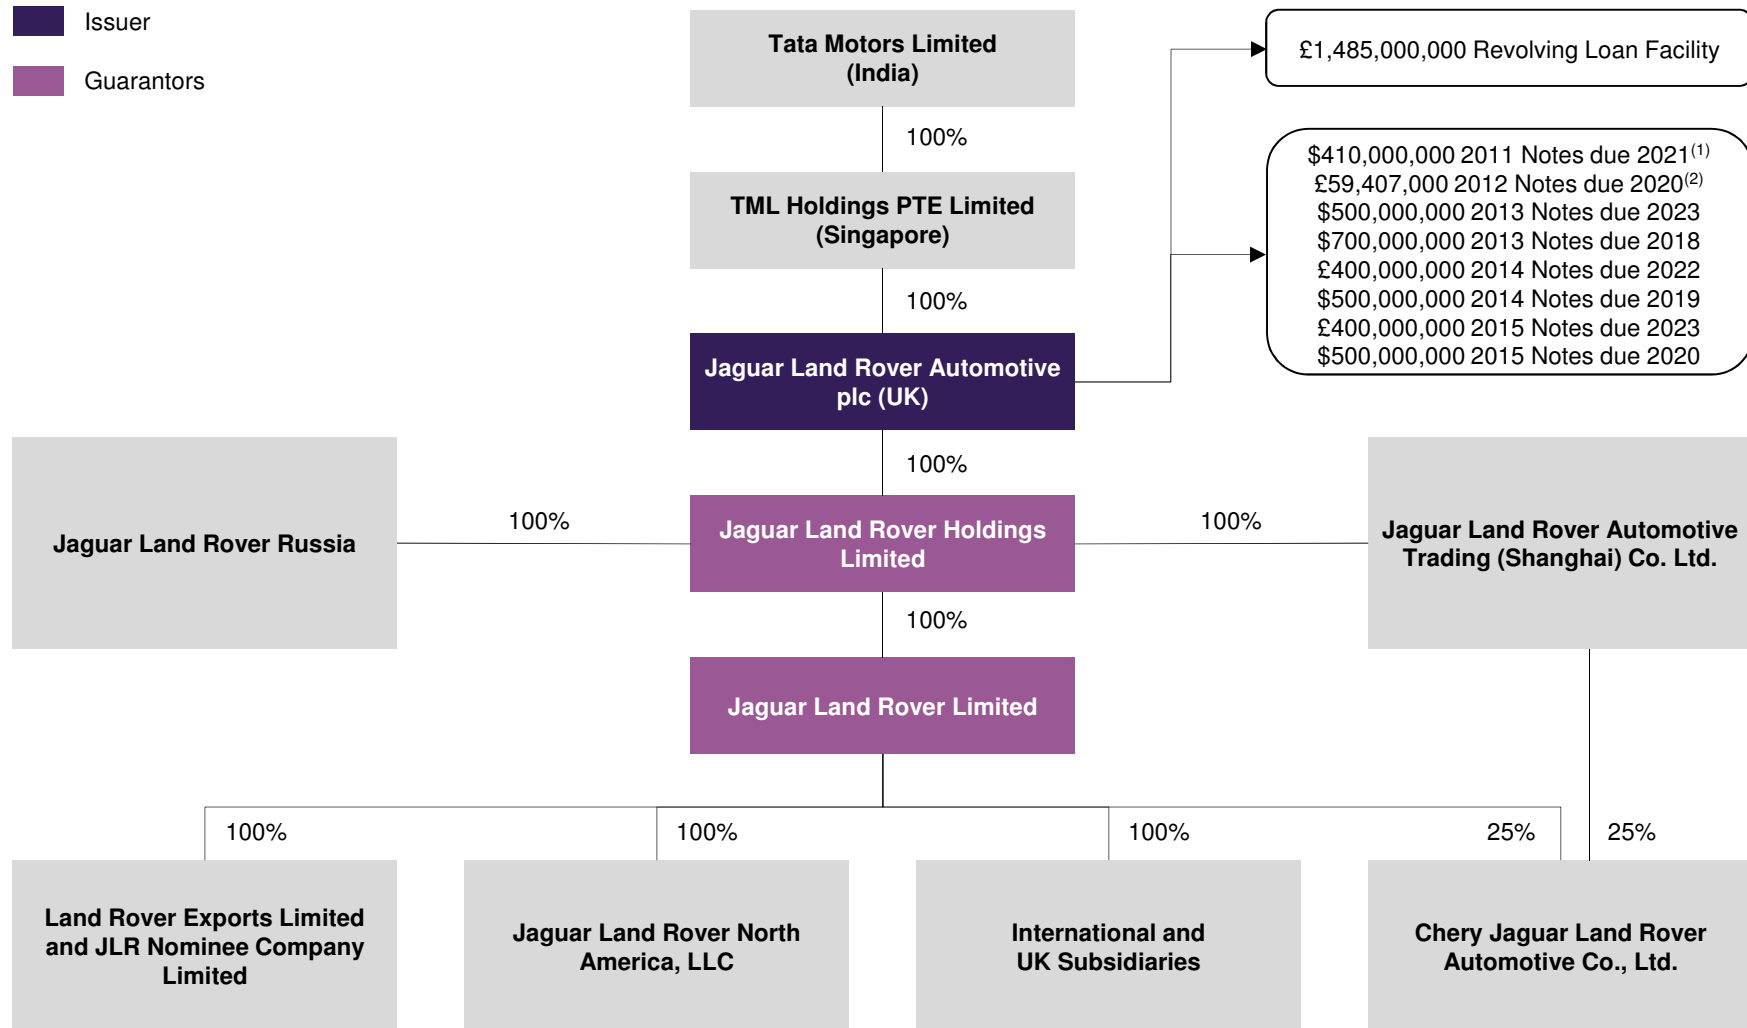 Issuer
Guarantors
Tata Motors Limited
(India)
£1,485,000,000 Revolving Loan Facility
100%
$410,000,000 2011 Notes due 2021(1)
£59,407,000 2012 Notes due 2020(2)
$500,000,000 2013 Notes due 2023
$700,000,000 2013 Notes due 2018
£400,000,000 2014 Notes due 2022
$500,000,000 2014 Notes due 2019
£400,000,000 2015 Notes due 2023
$500,000,000 2015 Notes due 2020
TML Holdings PTE Limited
(Singapore)
100%
Jaguar Land Rover Automotive
plc (UK)
100%
Jaguar Land Rover Russia
100%
Jaguar Land Rover Holdings
Limited
100%
Jaguar Land Rover Automotive
Trading (Shanghai) Co. Ltd.
100%
Jaguar Land Rover Limited
100%
100%
100%
25%
25%
Land Rover Exports Limited
and JLR Nominee Company
Limited
Jaguar Land Rover North
America, LLC
International and
UK Subsidiaries
Chery Jaguar Land Rover
Automotive Co., Ltd.